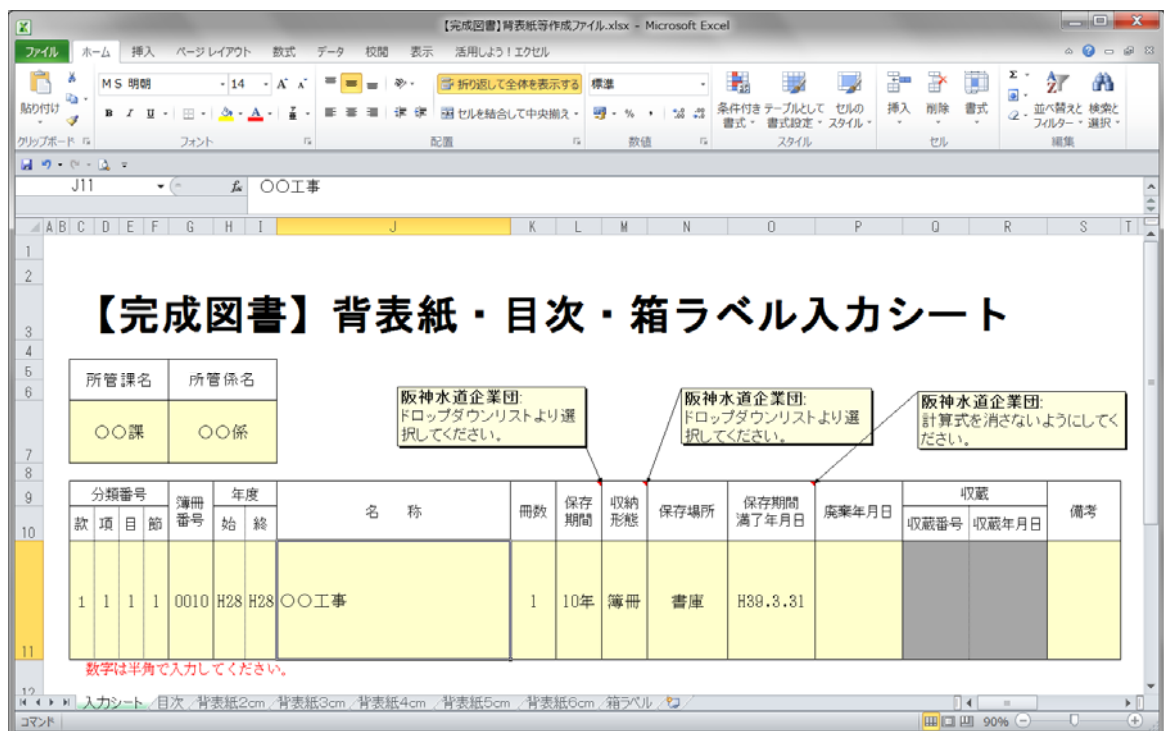 【完成図書】背表紙等作成ファイル.xlsx - Microsoft Excel
ファイル ホーム 挿入 ページ レイアウト 数式 データ 校閲 表示 活用しよう！エクセル
貼り付け
ＭＳ 明朝 14
B I U
折り返して全体を表示する
セルを結合して中央揃え
標準
条件付き書式 テーブルとして書式設定 セルのスタイル
挿入 削除 書式
並べ替えとフィルター 検索と選択
クリップボード フォント 配置 数値 スタイル セル 編集
J11 fx 〇〇工事
A B C D E F G H I J K L M N O P Q R S T
1
2
3 【完成図書】背表紙・目次・箱ラベル入力シート
4
5
6
所管課名 所管係名
7 〇〇課 〇〇係
阪神水道企業団:
ドロップダウンリストより選
択してください。
阪神水道企業団:
ドロップダウンリストより選
択してください。
阪神水道企業団:
計算式を消さないようにしてく
ださい。
8
9 分類番号 簿冊番号 年度 名 称 冊数 保存期間 収納形態 保存場所 保存期間満了年月日 廃棄年月日 収蔵 備考
10 款 項 目 節 始 終 収蔵番号 収蔵年月日
11 1 1 1 1 0010 H28 H28 〇〇工事 1 10年 簿冊 書庫 H39.3.31
数字は半角で入力してください。
12
入力シート 目次 背表紙2cm 背表紙3cm 背表紙4cm 背表紙5cm 背表紙6cm 箱ラベル
コマンド 90%